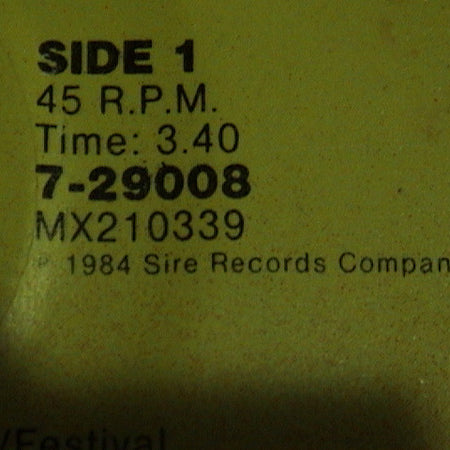 SIDE 1
45 R.P.M.
Time: 3.40
7-29008
MX210339
℗ 1984 Sire Records Compan
/Festival